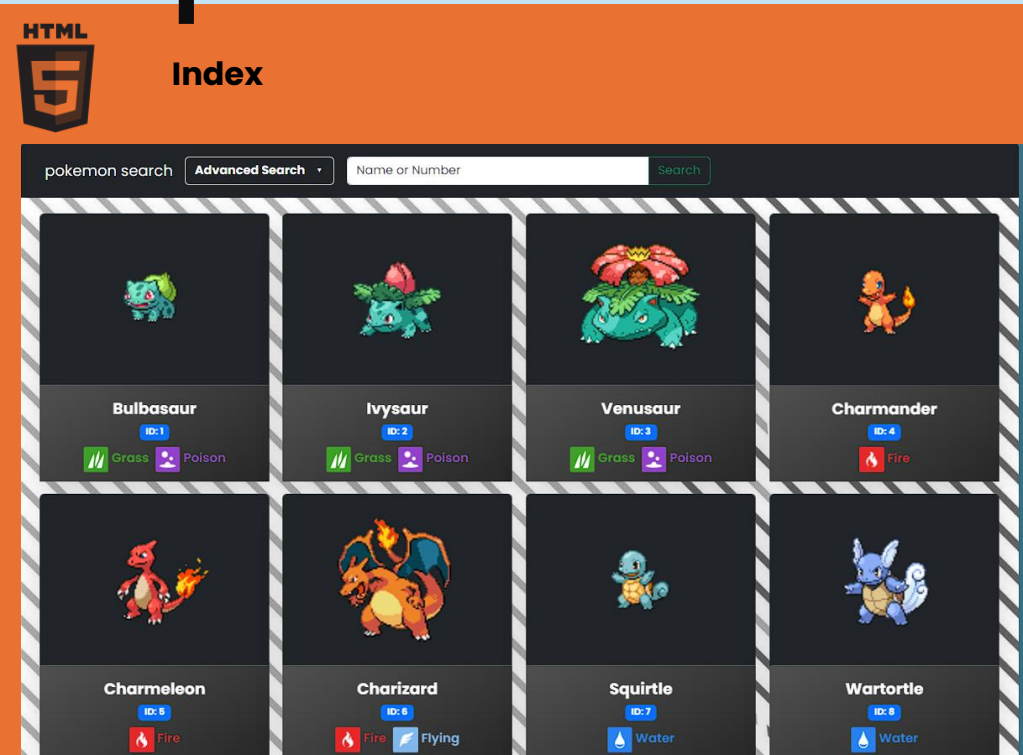 HTML
5
Index
pokemon search Advanced Search Name or Number Search
Bulbasaur Ivysaur Venusaur Charmander
ID: 1 ID: 2 ID: 3 ID: 4
Grass Poison Grass Poison Grass Poison Fire
Charmeleon Charizard Squirtle Wartortle
ID: 5 ID: 6 ID: 7 ID: 8
Fire Fire Flying Water Water